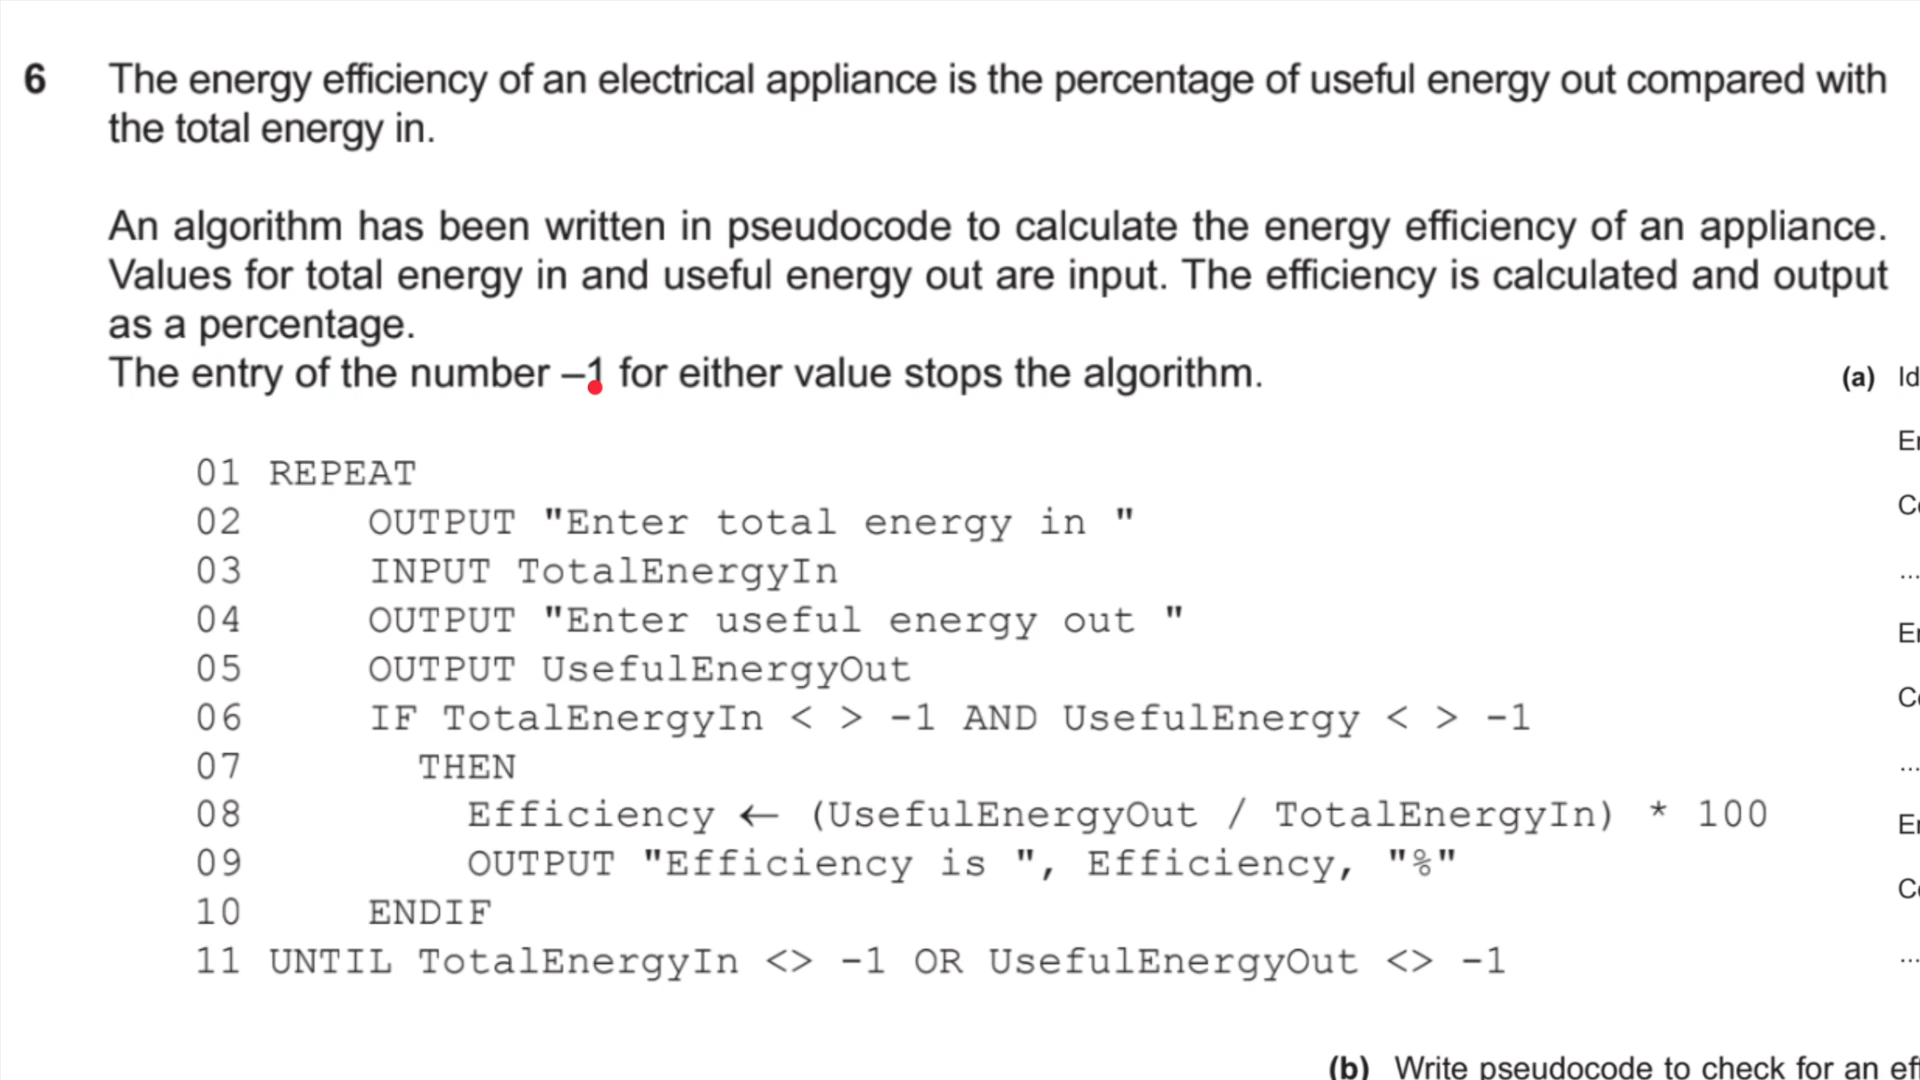 6 The energy efficiency of an electrical appliance is the percentage of useful energy out compared with
the total energy in.
An algorithm has been written in pseudocode to calculate the energy efficiency of an appliance.
Values for total energy in and useful energy out are input. The efficiency is calculated and output
as a percentage.
The entry of the number –1 for either value stops the algorithm.
01 REPEAT
02 OUTPUT "Enter total energy in "
03 INPUT TotalEnergyIn
04 OUTPUT "Enter useful energy out "
05 OUTPUT UsefulEnergyOut
06 IF TotalEnergyIn < > -1 AND UsefulEnergy < > -1
07 THEN
08 Efficiency ← (UsefulEnergyOut / TotalEnergyIn) * 100
09 OUTPUT "Efficiency is ", Efficiency, "%"
10 ENDIF
11 UNTIL TotalEnergyIn <> -1 OR UsefulEnergyOut <> -1
(a)
(b) Write pseudocode to check for an